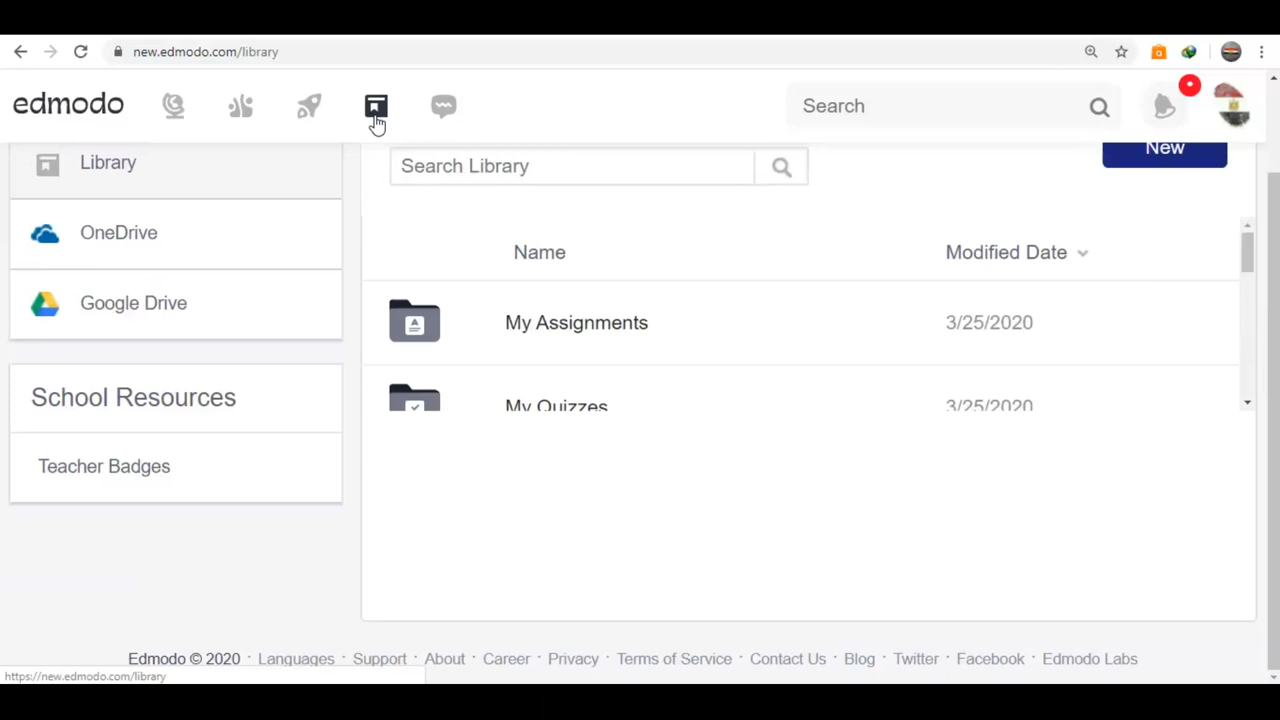 new.edmodo.com/library
edmodo
Search
Library
Search Library
New
OneDrive
Name
Modified Date
Google Drive
My Assignments
3/25/2020
School Resources
My Quizzes
3/25/2020
Teacher Badges
Edmodo © 2020 · Languages · Support · About · Career · Privacy · Terms of Service · Contact Us · Blog · Twitter · Facebook · Edmodo Labs
https://new.edmodo.com/library